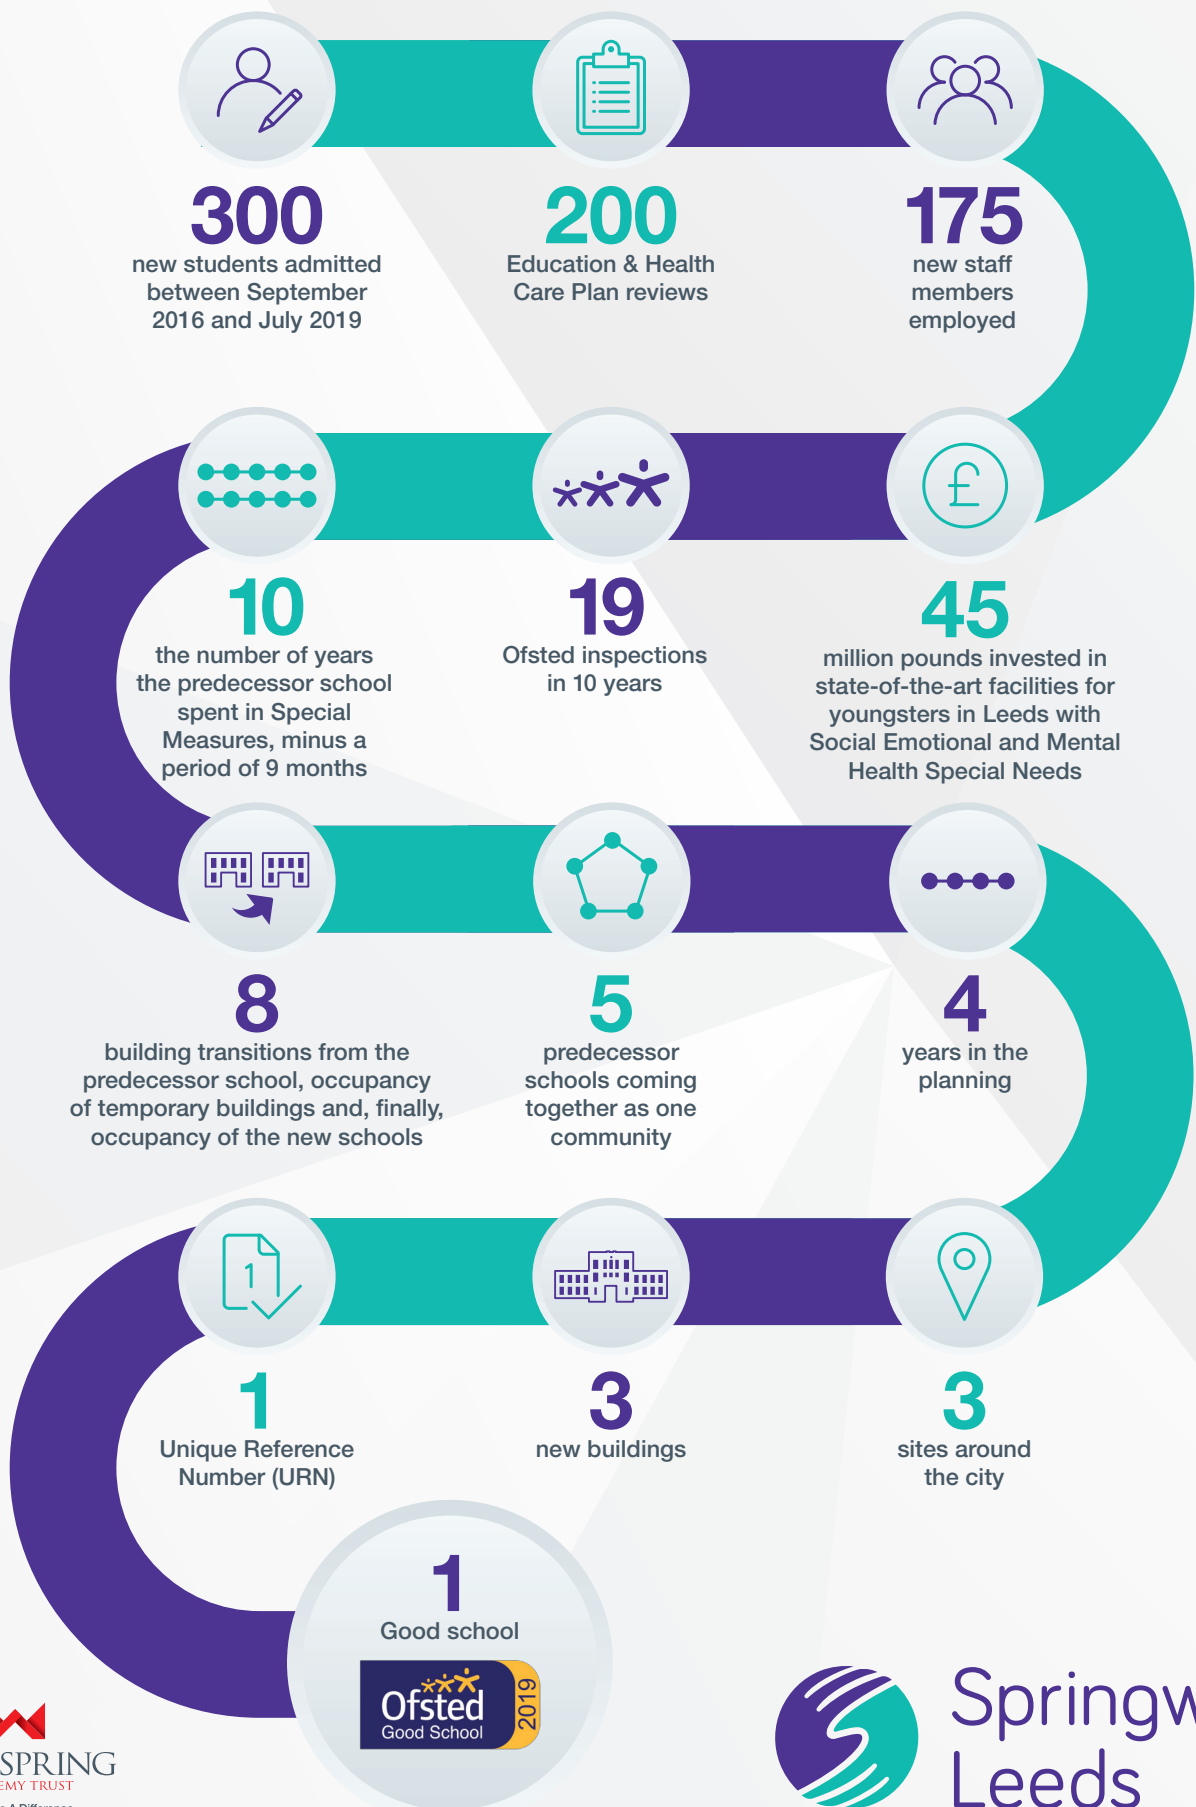 300
new students admitted
between September
2016 and July 2019
200
Education & Health
Care Plan reviews
175
new staff
members
employed
10
the number of years
the predecessor school
spent in Special
Measures, minus a
period of 9 months
19
Ofsted inspections
in 10 years
45
million pounds invested in
state-of-the-art facilities for
youngsters in Leeds with
Social Emotional and Mental
Health Special Needs
8
building transitions from the
predecessor school, occupancy
of temporary buildings and, finally,
occupancy of the new schools
5
predecessor
schools coming
together as one
community
4
years in the
planning
1
1
Unique Reference
Number (URN)
3
new buildings
3
sites around
the city
1
Good school
Ofsted
Good School
2019
SPRING
EMY TRUST
A Difference
Springw
Leeds